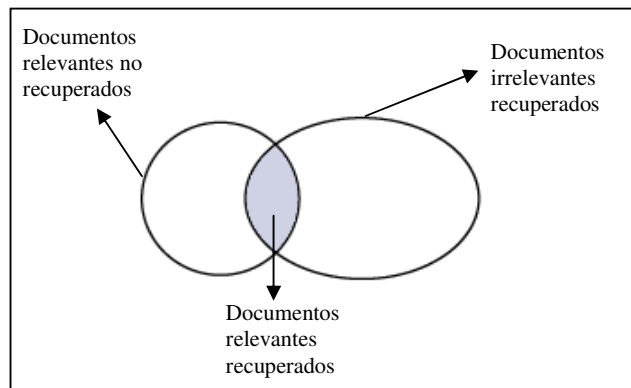 Documentos
relevantes no
recuperados
Documentos
irrelevantes
recuperados
Documentos
relevantes
recuperados